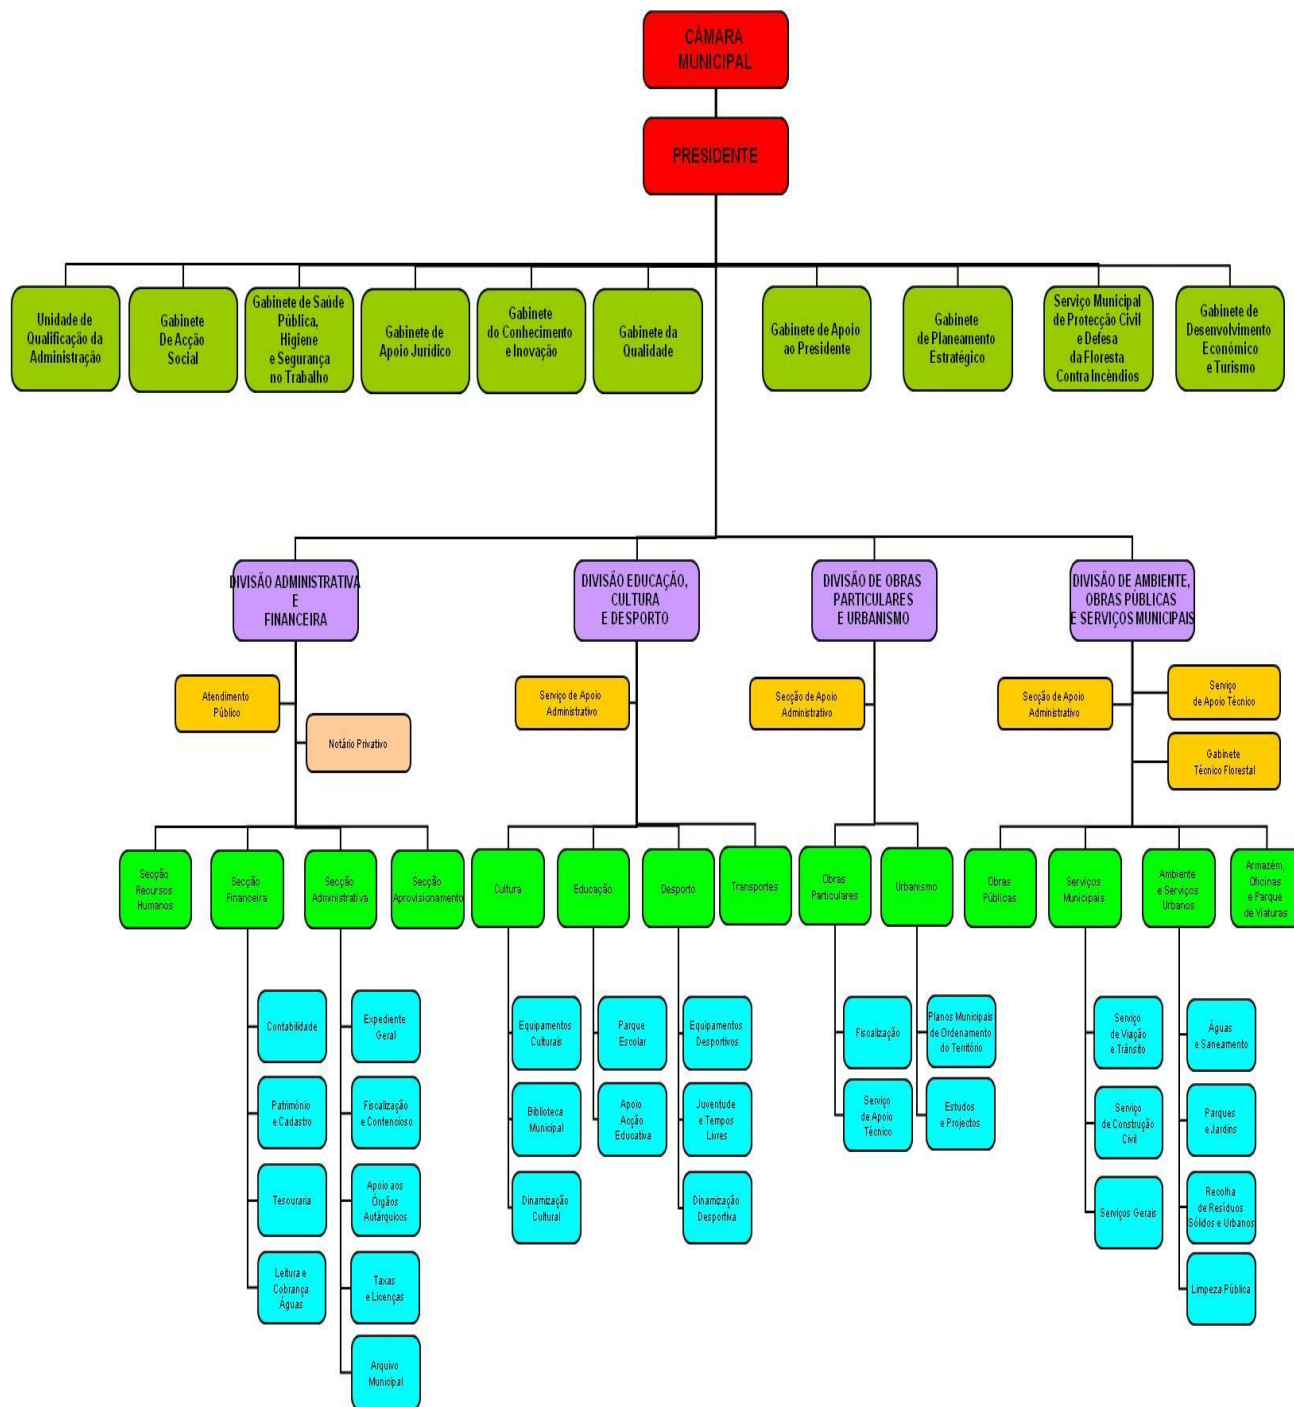 CÂMARA
MUNICIPAL
PRESIDENTE
Unidade de
Qualificação da
Administração
Gabinete
De Acção
Social
Gabinete de Saúde
Pública,
Higiene
e Segurança
no Trabalho
Gabinete de
Apoio Jurídico
Gabinete
do Conhecimento
e Inovação
Gabinete da
Qualidade
Gabinete de Apoio
ao Presidente
Gabinete
de Planeamento
Estratégico
Serviço Municipal
de Protecção Civil
e Defesa
da Floresta
Contra Incêndios
Gabinete de
Desenvolvimento
Económico
e Turismo
DIVISÃO ADMINISTRATIVA
E
FINANCEIRA
DIVISÃO EDUCAÇÃO,
CULTURA
E DESPORTO
DIVISÃO DE OBRAS
PARTICULARES
E URBANISMO
DIVISÃO DE AMBIENTE,
OBRAS PÚBLICAS
E SERVIÇOS MUNICIPAIS
Atendimento
Público
Notário Privativo
Serviço de Apoio
Administrativo
Secção de Apoio
Administrativo
Secção de Apoio
Administrativo
Serviço
de Apoio Técnico
Gabinete
Técnico Florestal
Secção
Recursos
Humanos
Secção
Financeira
Secção
Administrativa
Secção
Aprovisionamento
Cultura
Educação
Desporto
Transportes
Obras
Particulares
Urbanismo
Obras
Públicas
Serviços
Municipais
Ambiente
e Serviços
Urbanos
Armazém,
Oficinas
e Parque
de Viaturas
Contabilidade
Património
e Cadastro
Tesouraria
Leitura e
Cobrança
Águas
Expediente
Geral
Fiscalização
e Contencioso
Apoio aos
Órgãos
Autárquicos
Taxas
e Licenças
Arquivo
Municipal
Equipamentos
Culturais
Biblioteca
Municipal
Dinamização
Cultural
Parque
Escolar
Apoio
Acção
Educativa
Equipamentos
Desportivos
Juventude
e Tempos
Livres
Dinamização
Desportiva
Fiscalização
Serviço
de Apoio
Técnico
Planos Municipais
de Ordenamento
do Território
Estudos
e Projectos
Serviço
de Viação
e Trânsito
Serviço
de Construção
Civil
Serviços Gerais
Águas
e Saneamento
Parques
e Jardins
Recolha
de Resíduos
Sólidos e Urbanos
Limpeza Pública